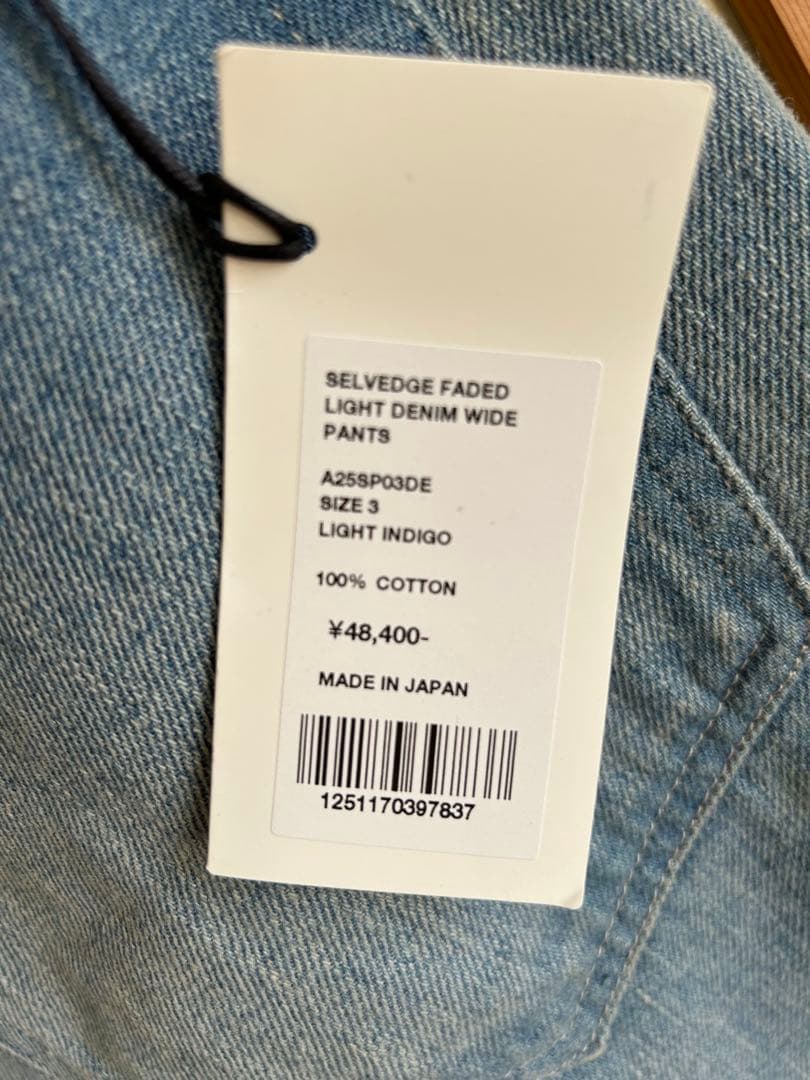 SELVEDGE FADED
LIGHT DENIM WIDE
PANTS
A25SP03DE
SIZE 3
LIGHT INDIGO
100% COTTON
¥48,400-
MADE IN JAPAN
1251170397837